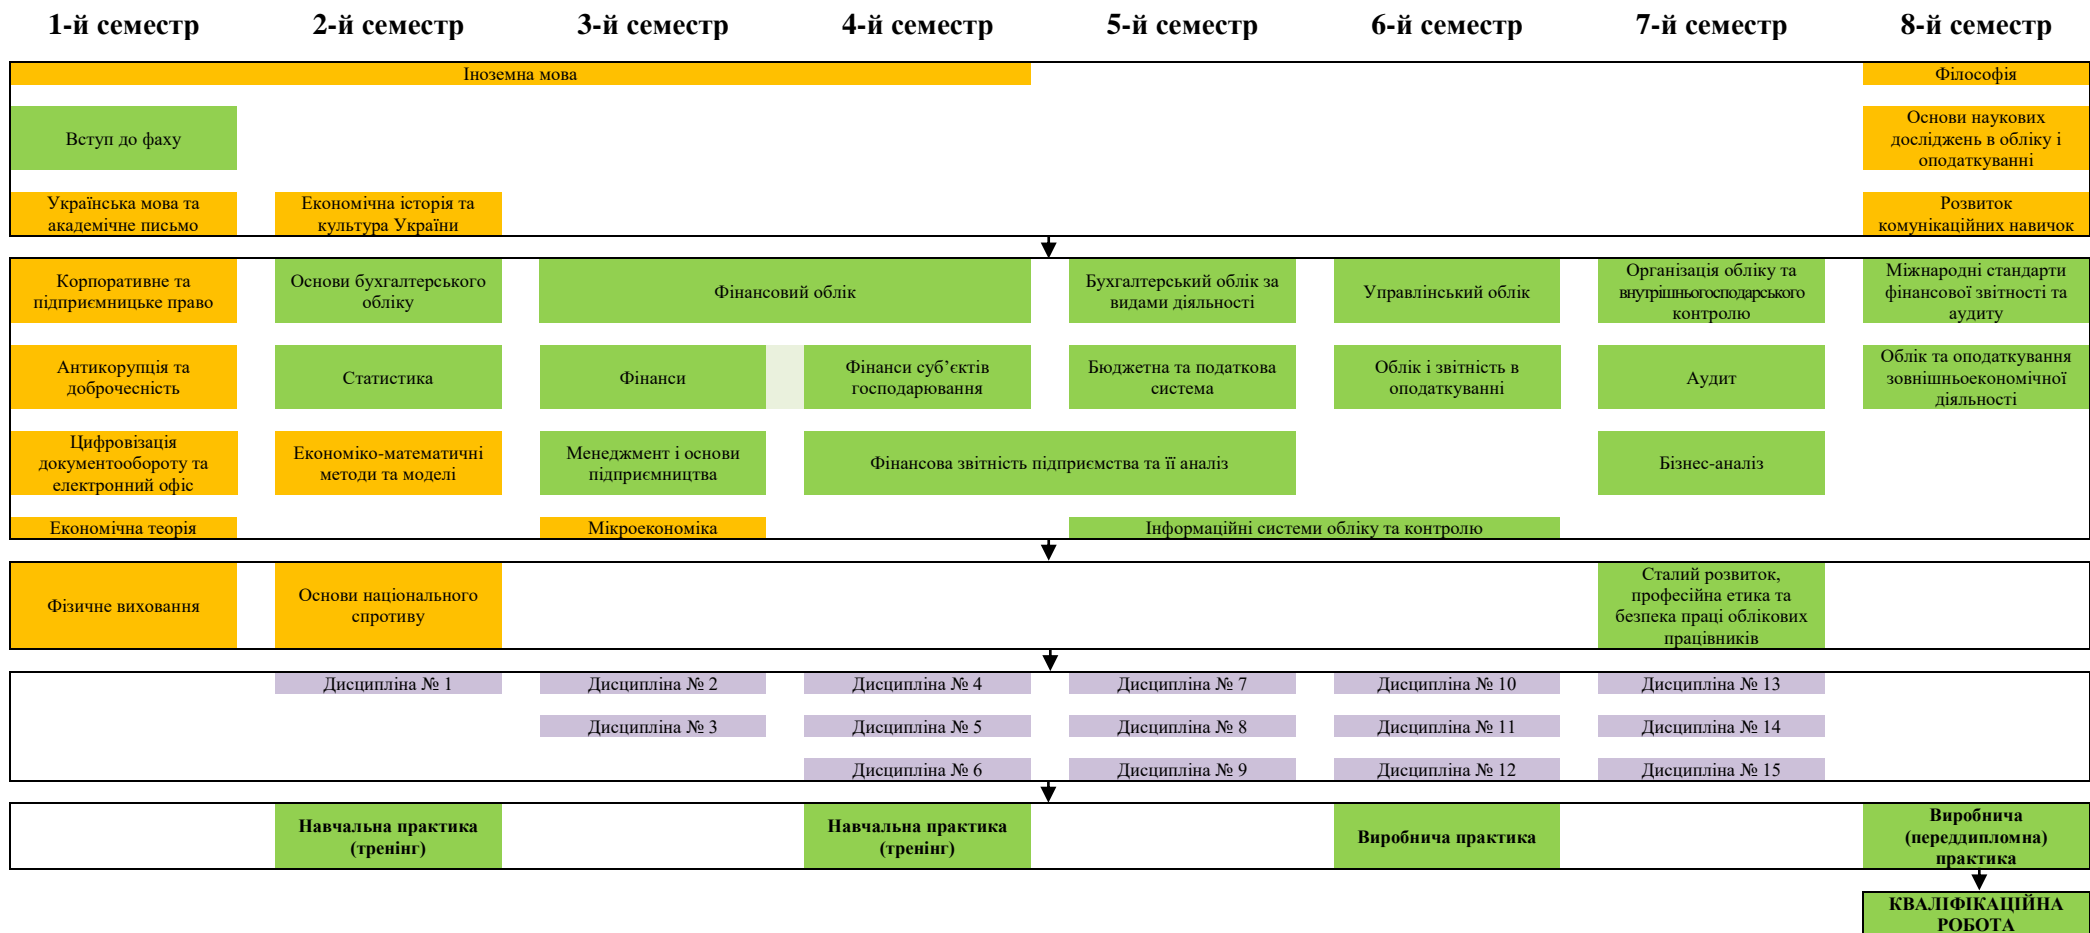 1-й семестр 2-й семестр 3-й семестр 4-й семестр 5-й семестр 6-й семестр 7-й семестр 8-й семестр
Іноземна мова
Філософія
Вступ до фаху
Основи наукових
досліджень в обліку і
оподаткуванні
Українська мова та
академічне письмо
Економічна історія та
культура України
Розвиток
комунікаційних навичок
Корпоративне та
підприємницьке право
Основи бухгалтерського
обліку
Фінансовий облік
Бухгалтерський облік за
видами діяльності
Управлінський облік
Організація обліку та
внутрішньогосподарського
контролю
Міжнародні стандарти
фінансової звітності та
аудиту
Антикорупція та
доброчесність
Статистика
Фінанси
Фінанси суб’єктів
господарювання
Бюджетна та податкова
система
Облік і звітність в
оподаткуванні
Аудит
Облік та оподаткування
зовнішньоекономічної
діяльності
Цифровізація
документообороту та
електронний офіс
Економіко-математичні
методи та моделі
Менеджмент і основи
підприємництва
Фінансова звітність підприємства та її аналіз
Бізнес-аналіз
Економічна теорія
Мікроекономіка
Інформаційні системи обліку та контролю
Фізичне виховання
Основи національного
спротиву
Сталий розвиток,
професійна етика та
безпека праці облікових
працівників
Дисципліна № 1 Дисципліна № 2 Дисципліна № 4 Дисципліна № 7 Дисципліна № 10 Дисципліна № 13
Дисципліна № 3 Дисципліна № 5 Дисципліна № 8 Дисципліна № 11 Дисципліна № 14
Дисципліна № 6 Дисципліна № 9 Дисципліна № 12 Дисципліна № 15
Навчальна практика
(тренінг)
Навчальна практика
(тренінг)
Виробнича практика
Виробнича
(переддипломна)
практика
КВАЛІФІКАЦІЙНА
РОБОТА